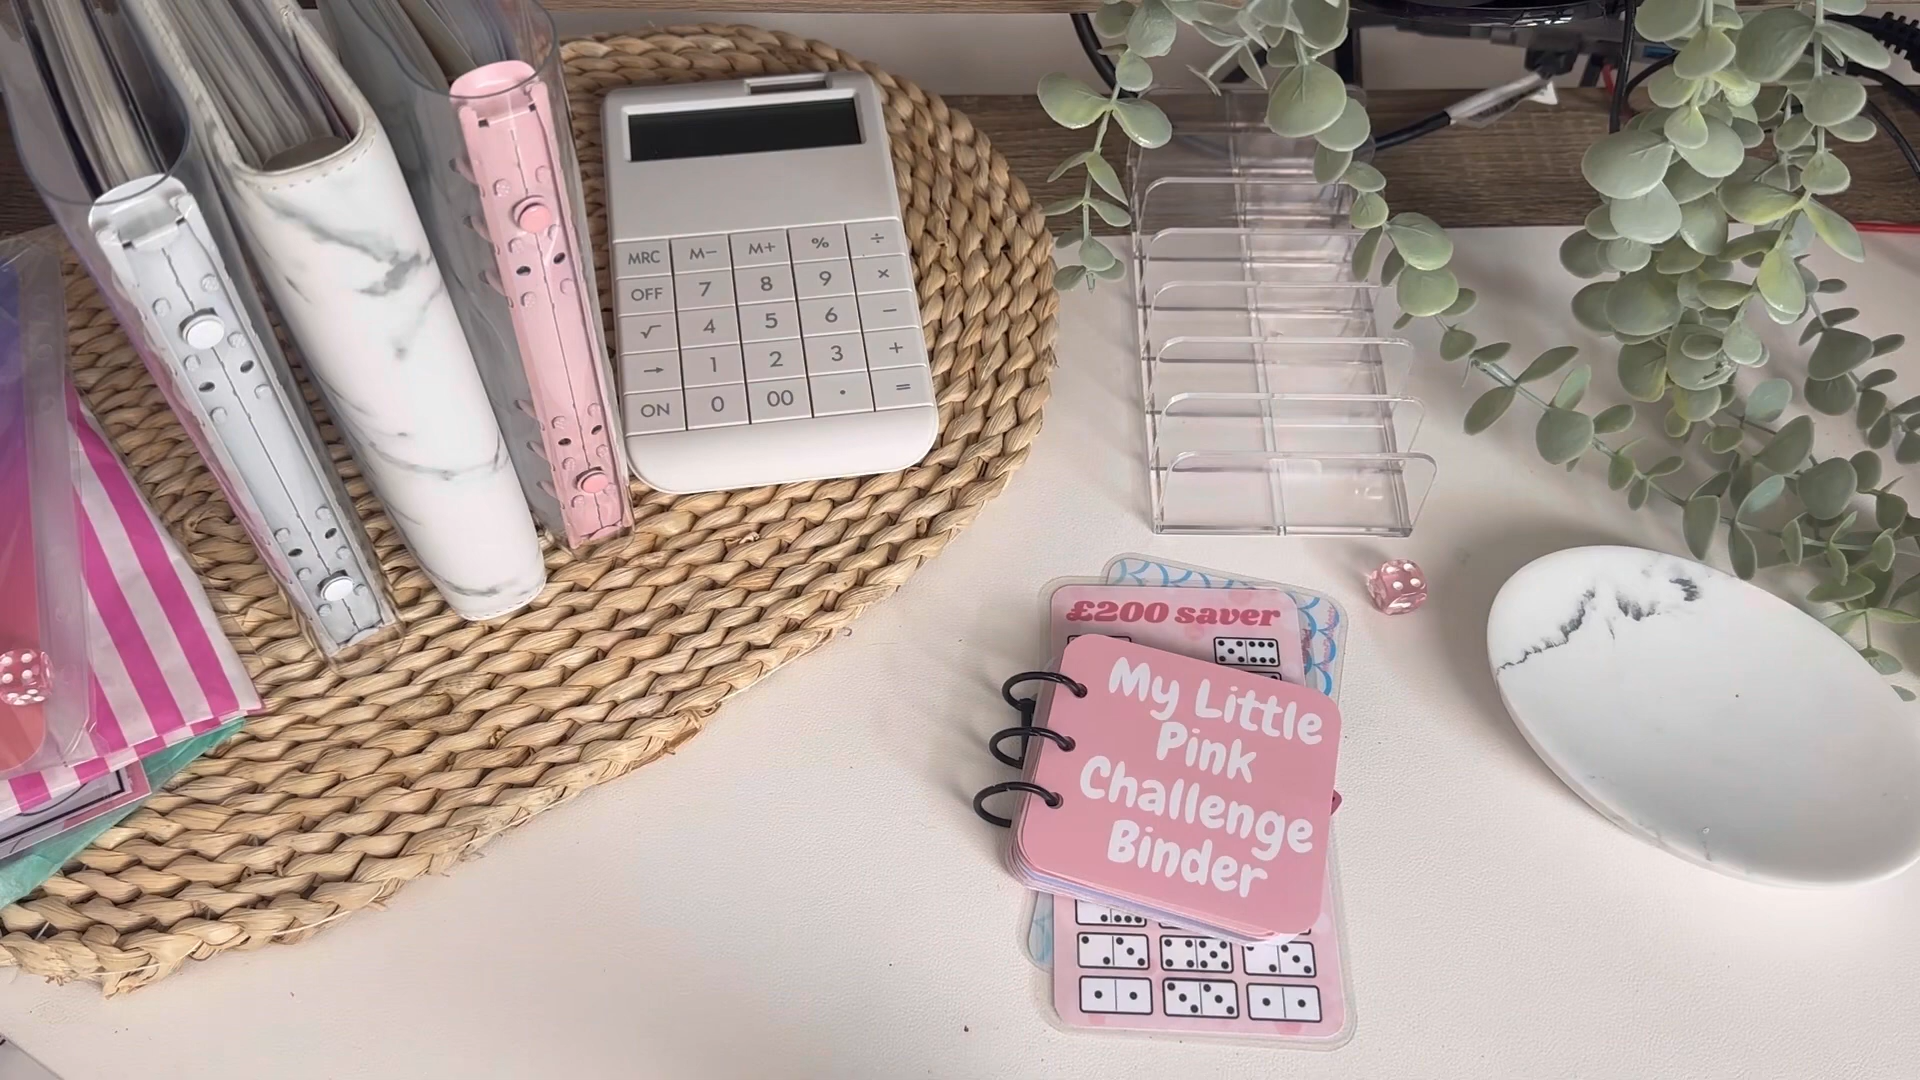 MRC M− M+ % ÷
OFF 7 8 9 ×
√ 4 5 6 −
→ 1 2 3 +
ON 0 00 . =
£200 saver
My Little
Pink
Challenge
Binder